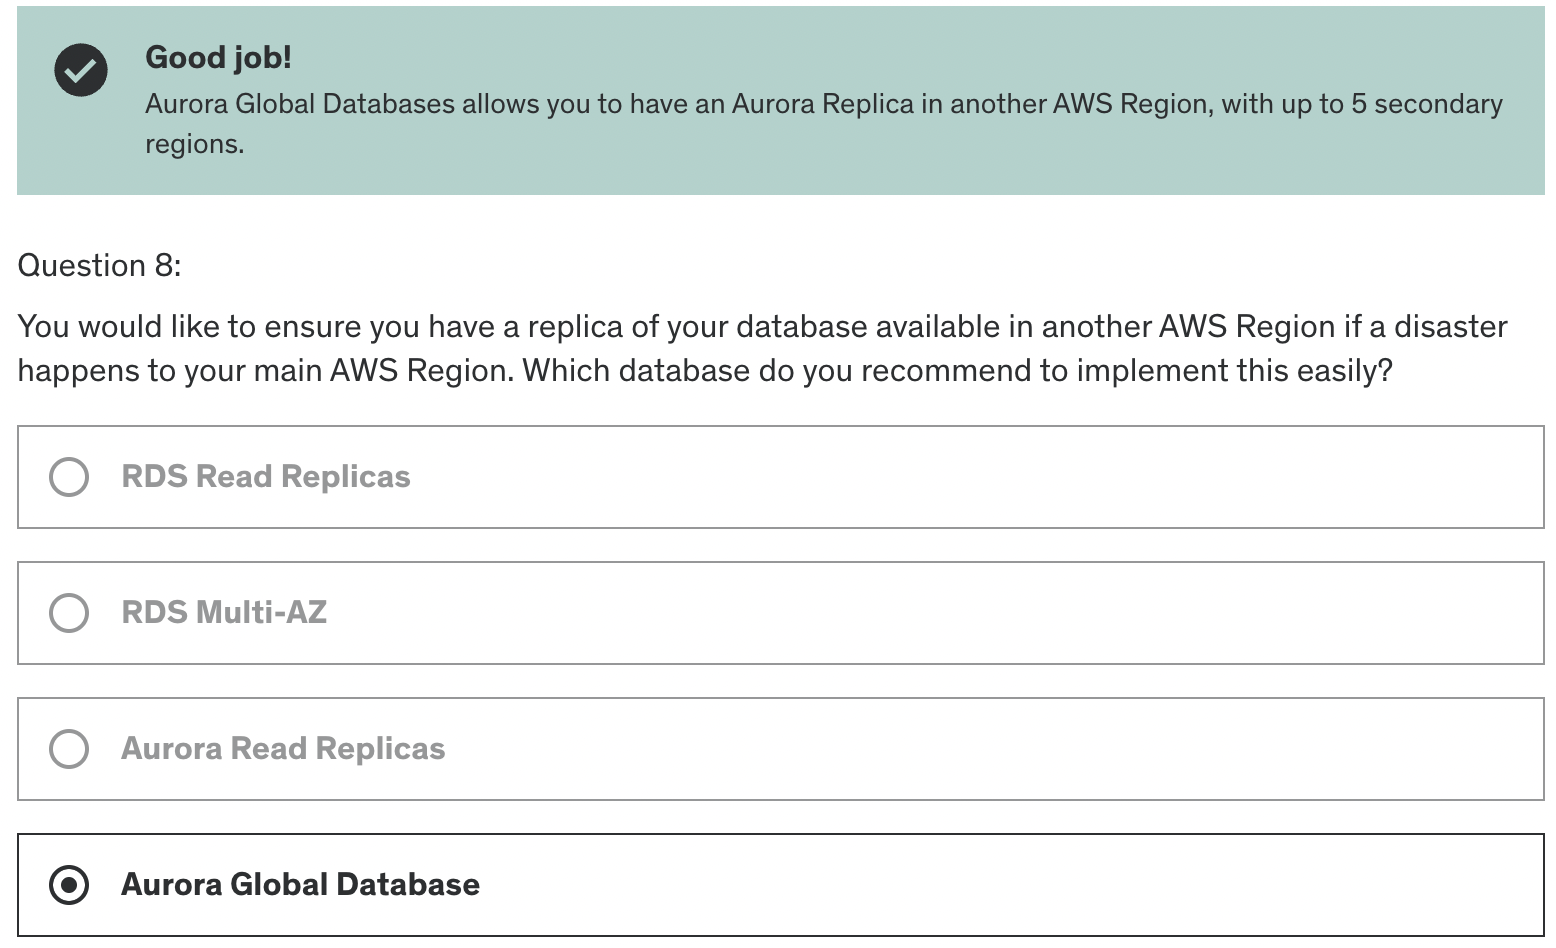 Good job!
Aurora Global Databases allows you to have an Aurora Replica in another AWS Region, with up to 5 secondary
regions.
Question 8:
You would like to ensure you have a replica of your database available in another AWS Region if a disaster
happens to your main AWS Region. Which database do you recommend to implement this easily?
RDS Read Replicas
RDS Multi-AZ
Aurora Read Replicas
Aurora Global Database